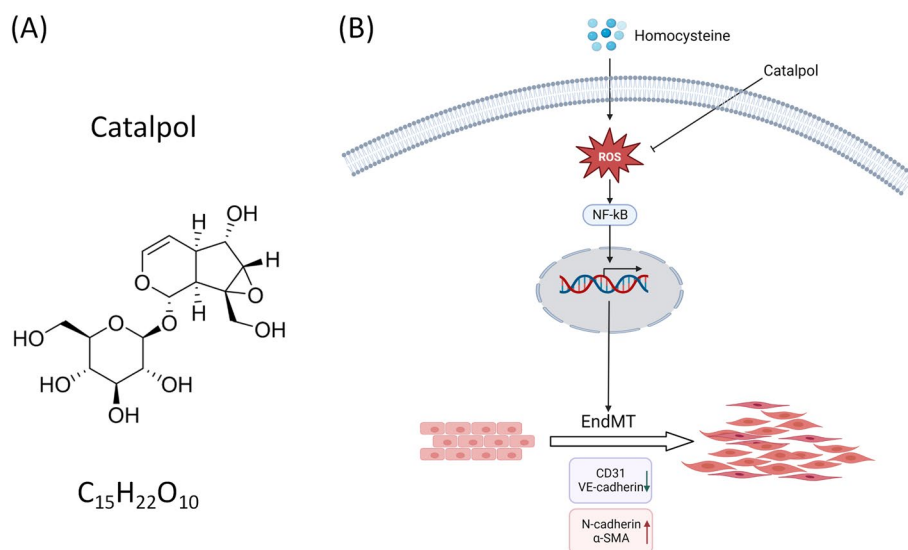 (A)
Catalpol
OH
H
H
O
O
H
O
OH
HO
O
HO
OH
OH
C₁₅H₂₂O₁₀
(B)
Homocysteine
Catalpol
ROS
NF-kB
EndMT
CD31
VE-cadherin
N-cadherin
α-SMA